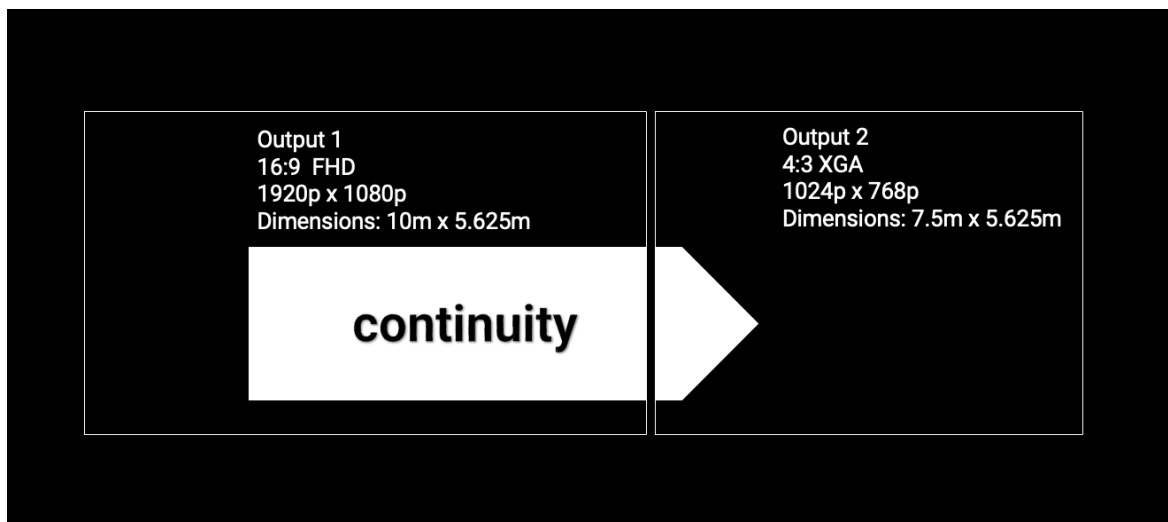 Output 1
16:9  FHD
1920p x 1080p
Dimensions: 10m x 5.625m
Output 2
4:3 XGA
1024p x 768p
Dimensions: 7.5m x 5.625m
continuity